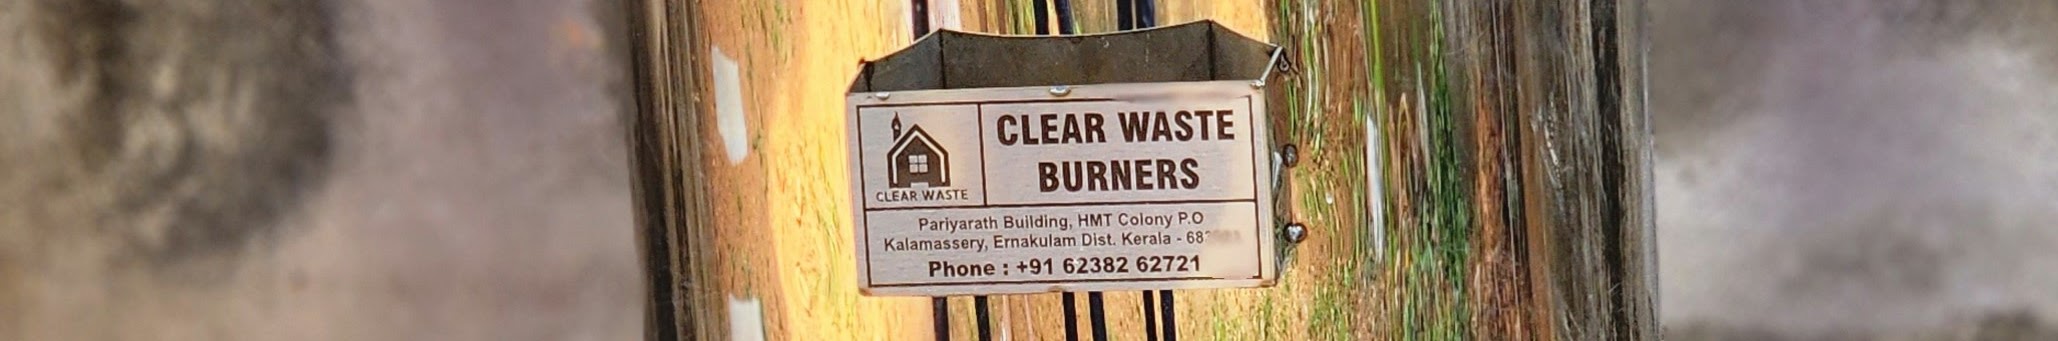 CLEAR WASTE
BURNERS
CLEAR WASTE
Pariyarath Building, HMT Colony P.O
Kalamassery, Ernakulam Dist. Kerala -
Phone : +91 62382 62721